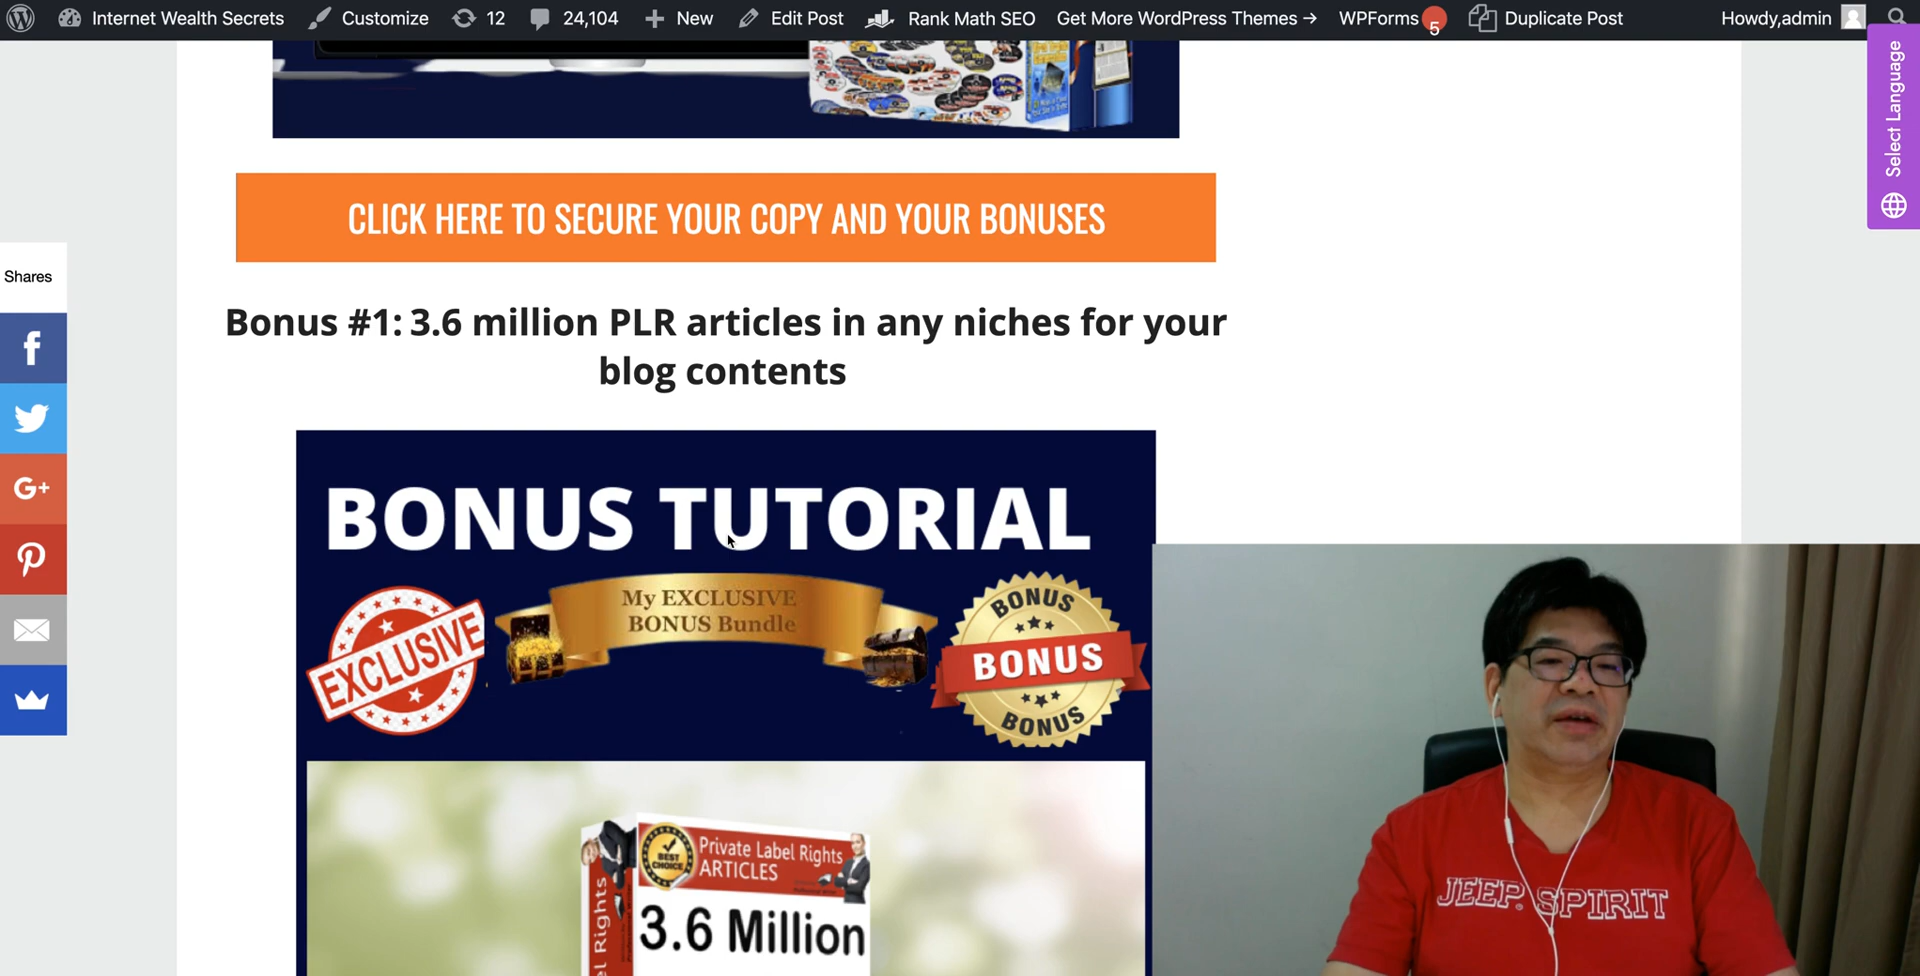 Internet Wealth Secrets Customize 12 24,104 + New Edit Post Rank Math SEO Get More WordPress Themes → WPForms 5 Duplicate Post Howdy,admin
Select Language
CLICK HERE TO SECURE YOUR COPY AND YOUR BONUSES
Shares
Bonus #1: 3.6 million PLR articles in any niches for your
blog contents
BONUS TUTORIAL
EXCLUSIVE
My EXCLUSIVE
BONUS Bundle
BONUS
BONUS
BONUS
BEST
CHOICE
Private Label Rights
ARTICLES
3.6 Million
Rights
JEEP SPIRIT